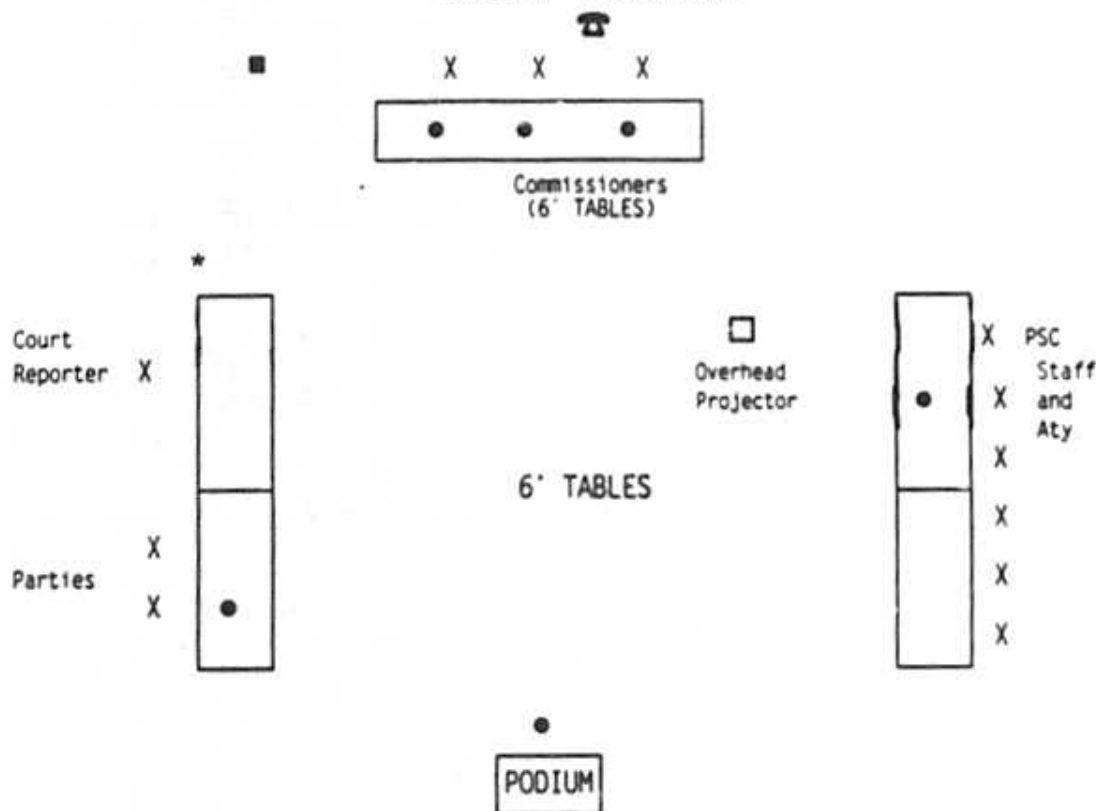 X X X
Commissioners
(6' TABLES)
*
Court
Reporter X
Parties
X
X
Overhead
Projector
6' TABLES
X PSC
X Staff
and
Aty
X
X
X
X
PODIUM